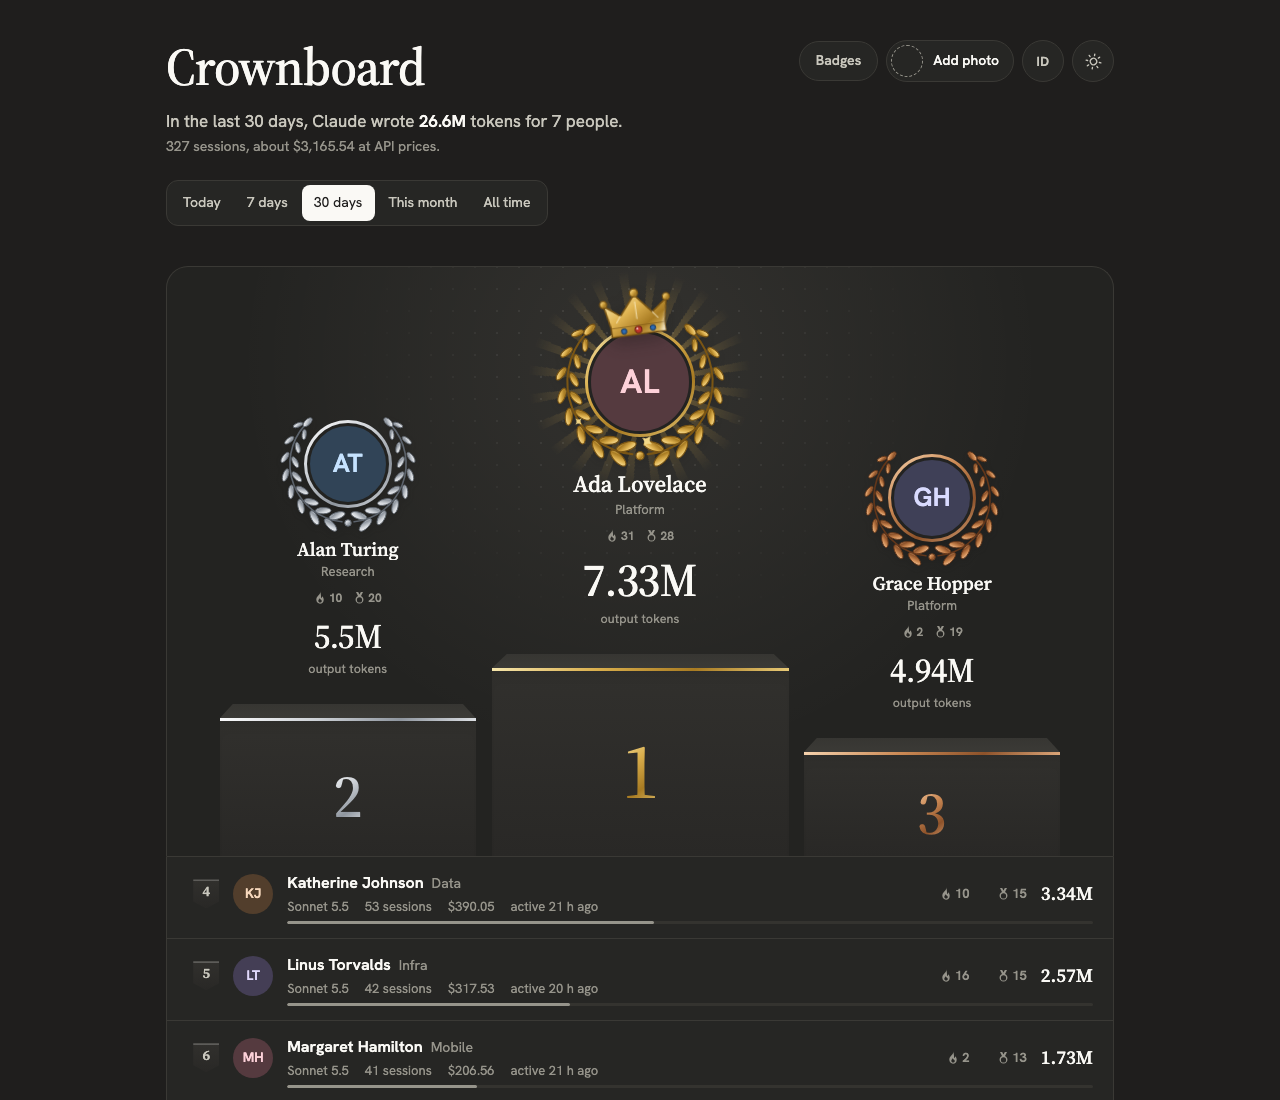 Crownboard
Badges
Add photo
ID
In the last 30 days, Claude wrote 26.6M tokens for 7 people.
327 sessions, about $3,165.54 at API prices.
Today 7 days 30 days This month All time
AL
Ada Lovelace
Platform
31 28
7.33M
output tokens
1
AT
Alan Turing
Research
10 20
5.5M
output tokens
2
GH
Grace Hopper
Platform
2 19
4.94M
output tokens
3
4 KJ Katherine Johnson Data 10 15 3.34M
Sonnet 5.5 53 sessions $390.05 active 21 h ago
5 LT Linus Torvalds Infra 16 15 2.57M
Sonnet 5.5 42 sessions $317.53 active 20 h ago
6 MH Margaret Hamilton Mobile 2 13 1.73M
Sonnet 5.5 41 sessions $206.56 active 21 h ago